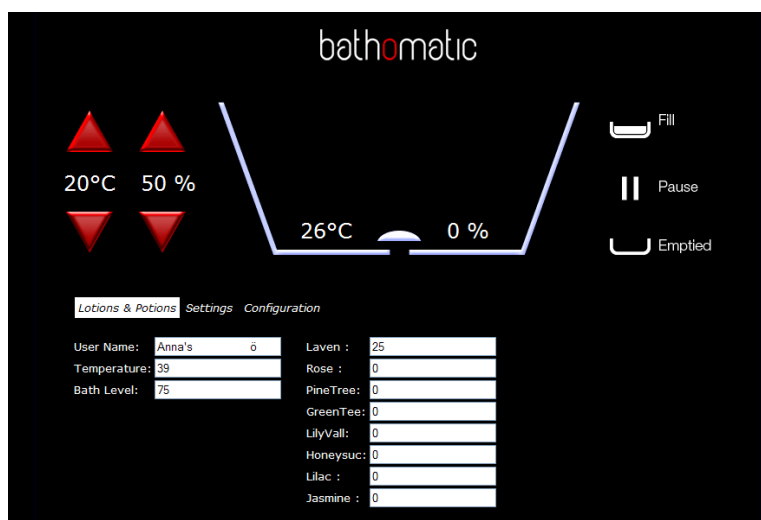 bathomatic
20°C 50 %
26°C 0 %
Fill
Pause
Emptied
Lotions & Potions Settings Configuration
User Name: Anna's ö
Temperature: 39
Bath Level: 75
Laven : 25
Rose : 0
PineTree: 0
GreenTee: 0
LilyVall: 0
Honeysuc: 0
Lilac : 0
Jasmine : 0